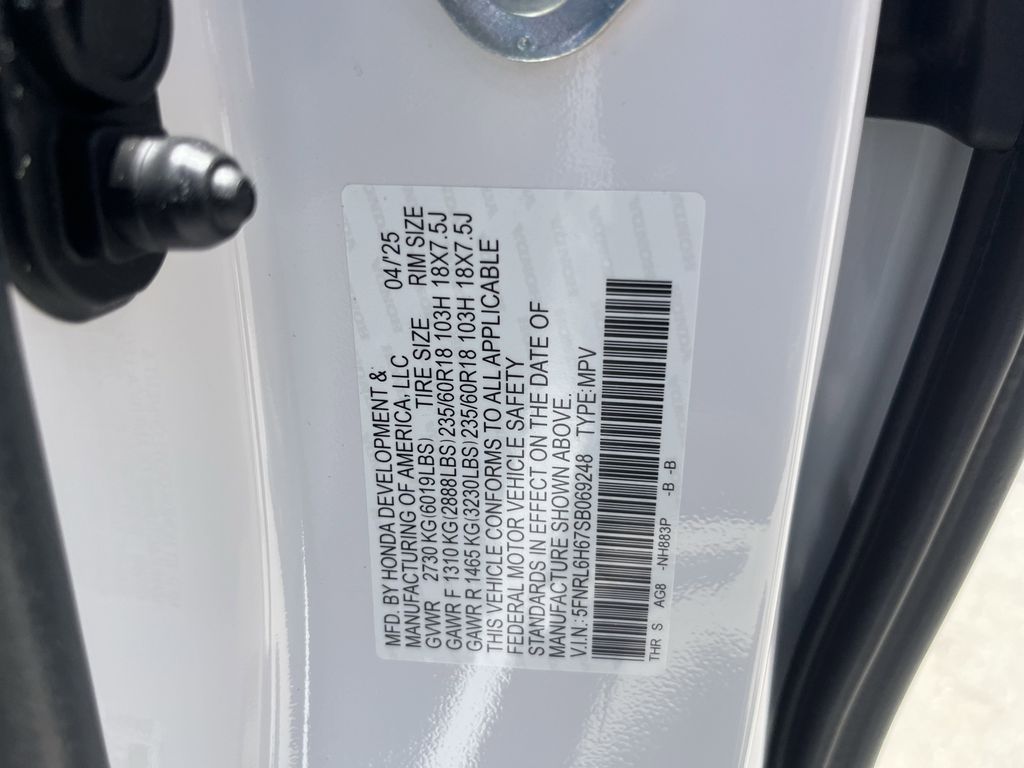 MFD. BY HONDA DEVELOPMENT &
MANUFACTURING OF AMERICA, LLC 04/'25
GVWR 2730 KG(6019LBS) TIRE SIZE RIM SIZE
GAWR F 1310 KG(2888LBS) 235/60R18 103H 18X7.5J
GAWR R 1465 KG(3230LBS) 235/60R18 103H 18X7.5J
THIS VEHICLE CONFORMS TO ALL APPLICABLE
FEDERAL MOTOR VEHICLE SAFETY
STANDARDS IN EFFECT ON THE DATE OF
MANUFACTURE SHOWN ABOVE.
V.I.N.: 5FNRL6H67SB069248 TYPE:MPV
THR S AG8 -NH883P -B -B